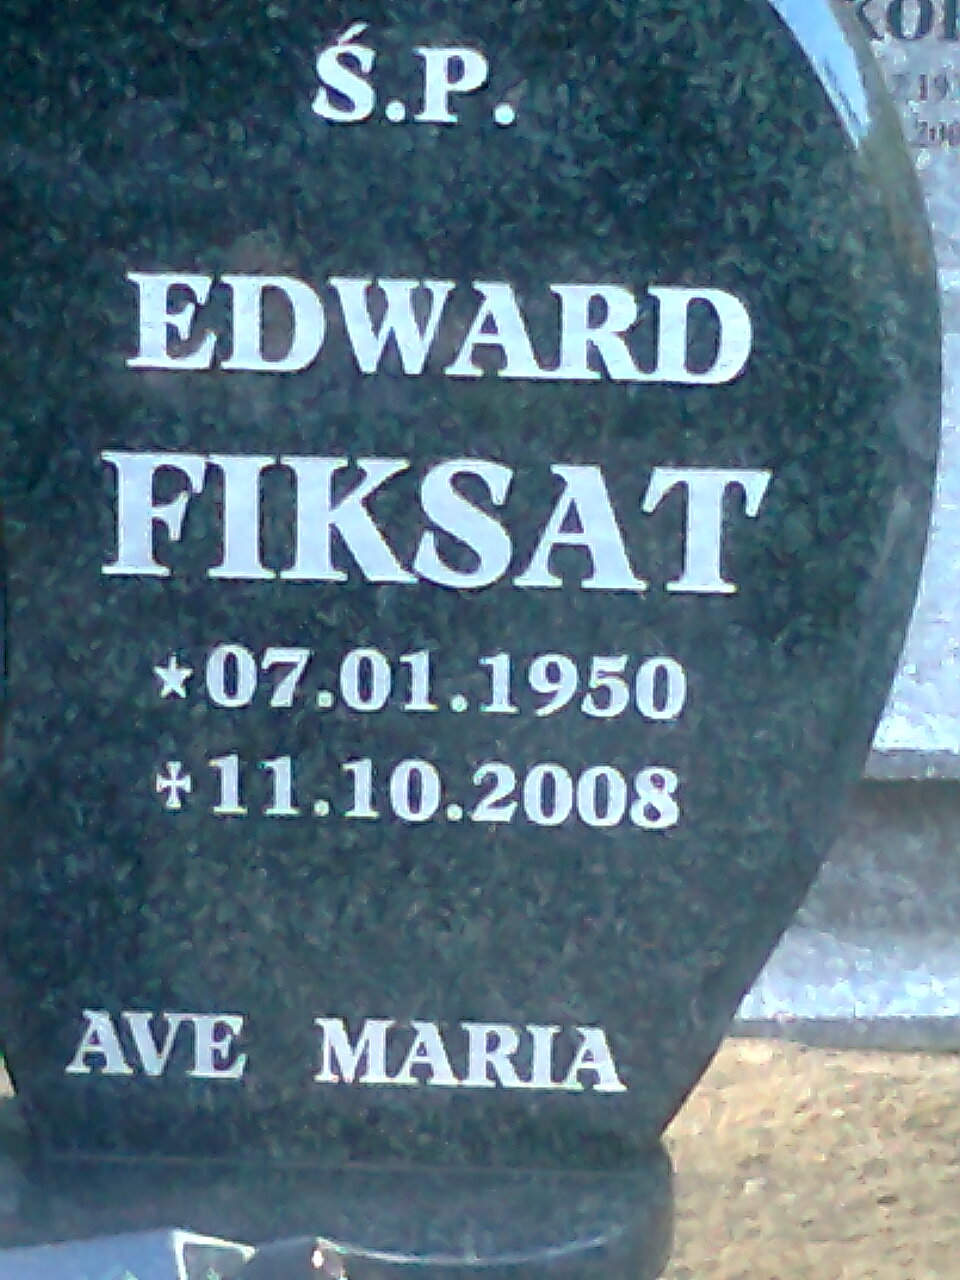 Ś.P.
EDWARD
FIKSAT
★07.01.1950
✠11.10.2008
AVE MARIA